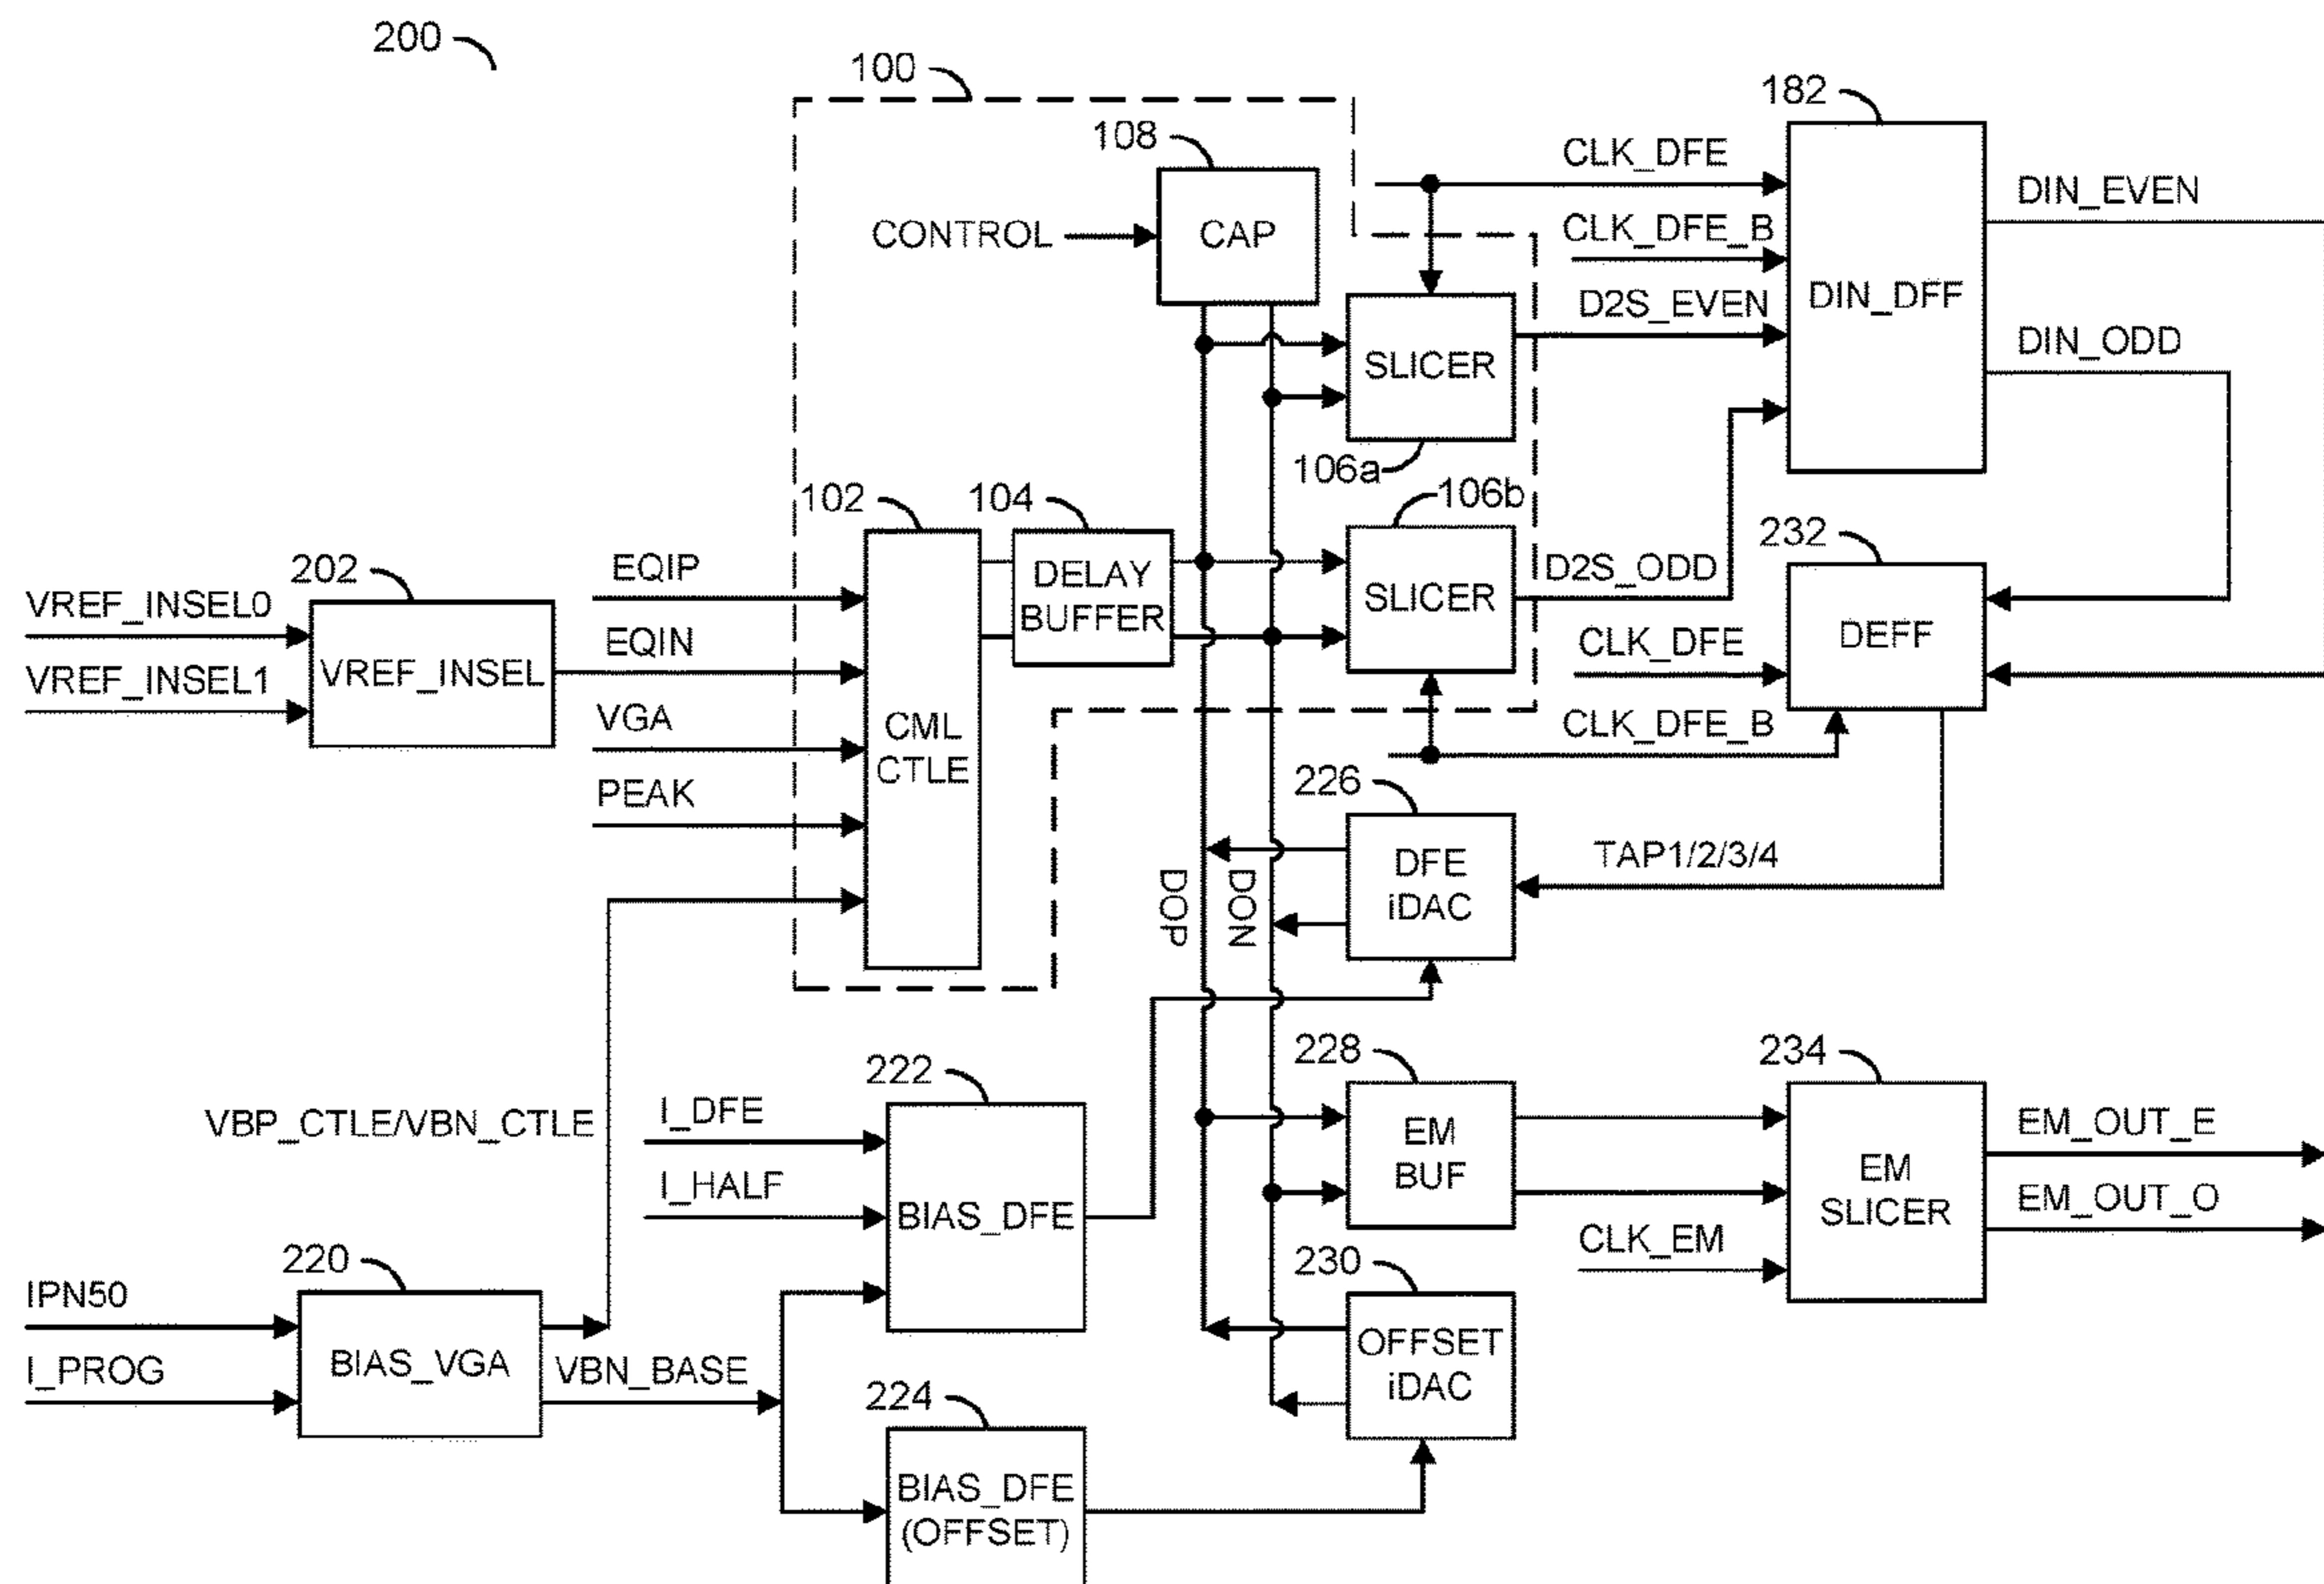 200
100
182
108
CLK_DFE
DIN_EVEN
CONTROL
CAP
CLK_DFE_B
DIN_DFF
D2S_EVEN
SLICER
DIN_ODD
106a
102
104
106b
232
EQIP
DELAY
BUFFER
SLICER
D2S_ODD
202
VREF_INSEL0
VREF_INSEL
EQIN
DEFF
CLK_DFE
VREF_INSEL1
VGA
CML
CTLE
CLK_DFE_B
PEAK
226
DFE
iDAC
TAP1/2/3/4
DOP
DON
222
228
234
VBP_CTLE/VBN_CTLE
I_DFE
EM
BUF
EM_OUT_E
I_HALF
BIAS_DFE
EM
SLICER
EM_OUT_O
220
CLK_EM
230
IPN50
BIAS_VGA
I_PROG
VBN_BASE
OFFSET
iDAC
224
BIAS_DFE
(OFFSET)